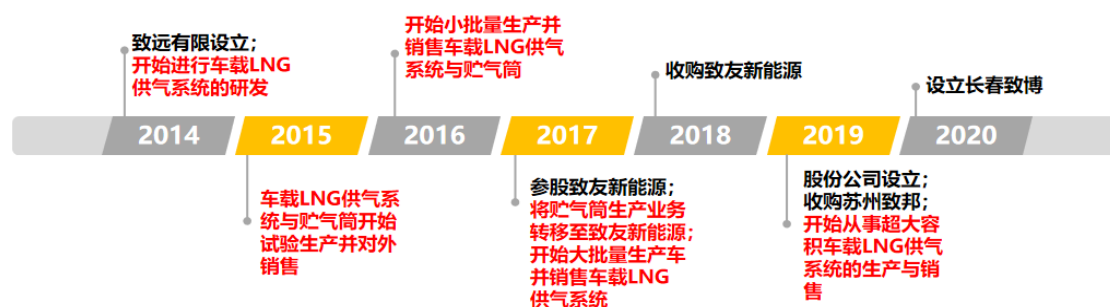 致远有限设立；
开始进行车载LNG
供气系统的研发
开始小批量生产并
销售车载LNG供气
系统与贮气筒
收购致友新能源
设立长春致博
2014
2015
2016
2017
2018
2019
2020
车载LNG供气系
统与贮气筒开始
试验生产并对外
销售
参股致友新能源；
将贮气筒生产业务
转移至致友新能源；
开始大批量生产车
并销售车载LNG
供气系统
股份公司设立；
收购苏州致邦；
开始从事超大容
积车载LNG供气
系统的生产与销
售